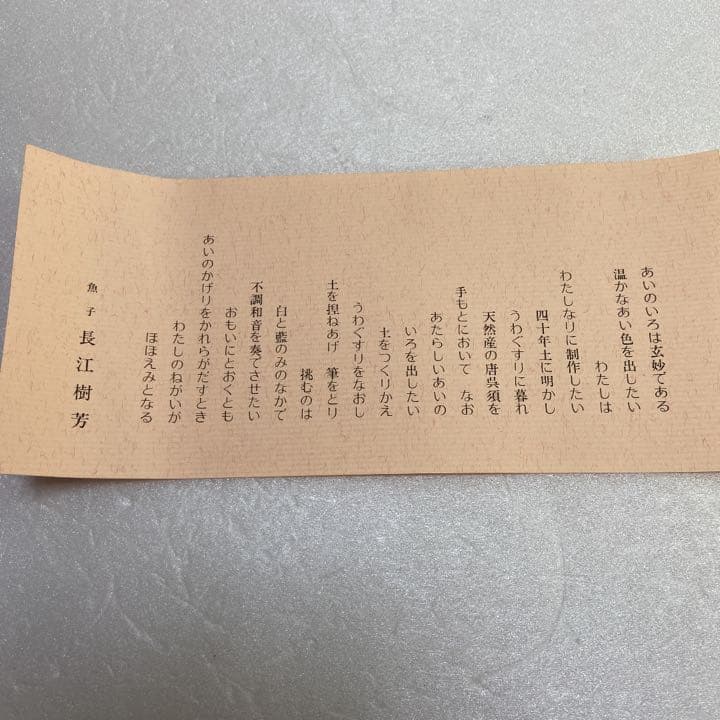 あいのいろは玄妙である
温かなあい色を出したい
わたしは
わたしなりに制作したい
四十年土に明かし
うわぐすりに暮れ
天然産の唐呉須を
手もとにおいて なお
あたらしいあいの
いろを出したい
土をつくりかえ
うわぐすりをなおし
土を捏ねあげ 筆をとり
挑むのは
白と藍のみのなかで
不調和音を奏でさせたい
おもいにとおくとも
あいのかげりをかれらがだすとき
わたしのねがいが
ほほえみとなる
魚子 長江樹芳